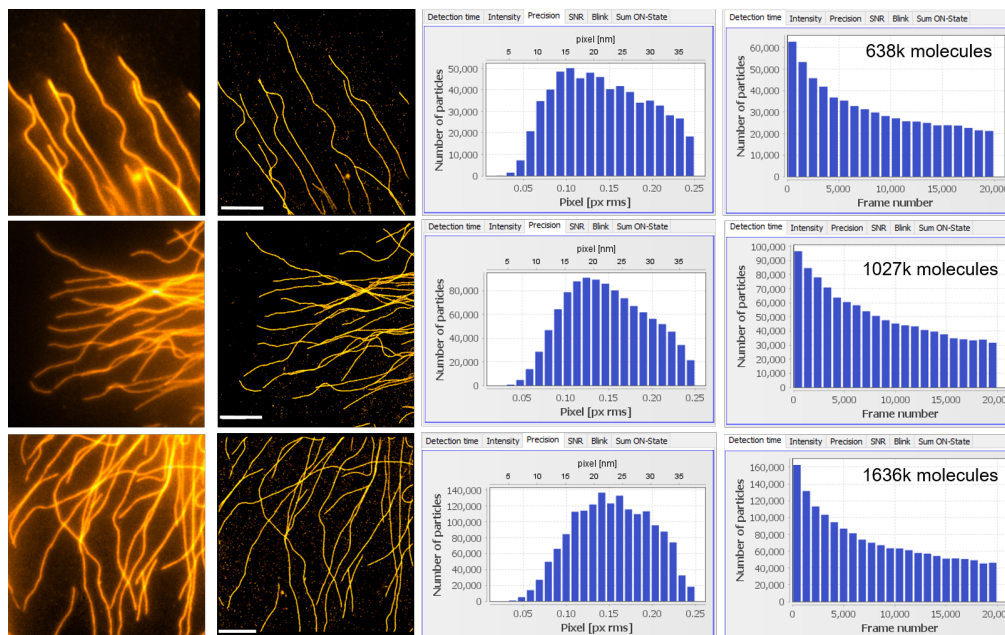 Detection time Intensity Precision SNR Blink Sum ON-State
pixel [nm]
5 10 15 20 25 30 35
Number of particles
50,000
40,000
30,000
20,000
10,000
0
0.05 0.10 0.15 0.20 0.25
Pixel [px rms]
Detection time Intensity Precision SNR Blink Sum ON-State
638k molecules
Number of particles
60,000
50,000
40,000
30,000
20,000
10,000
0
0 5,000 10,000 15,000 20,000
Frame number
Detection time Intensity Precision SNR Blink Sum ON-State
pixel [nm]
5 10 15 20 25 30 35
Number of particles
80,000
60,000
40,000
20,000
0
0.05 0.10 0.15 0.20 0.25
Pixel [px rms]
Detection time Intensity Precision SNR Blink Sum ON-State
1027k molecules
Number of particles
100,000
90,000
80,000
70,000
60,000
50,000
40,000
30,000
20,000
10,000
0
0 5,000 10,000 15,000 20,00
Frame number
Detection time Intensity Precision SNR Blink Sum ON-State
pixel [nm]
5 10 15 20 25 30 35
Number of particles
140,000
120,000
100,000
80,000
60,000
40,000
20,000
0
0.05 0.10 0.15 0.20 0.25
Pixel [px rms]
Detection time Intensity Precision SNR Blink Sum ON-State
1636k molecules
Number of particles
160,000
140,000
120,000
100,000
80,000
60,000
40,000
20,000
0
0 5,000 10,000 15,000 20,00
Frame number